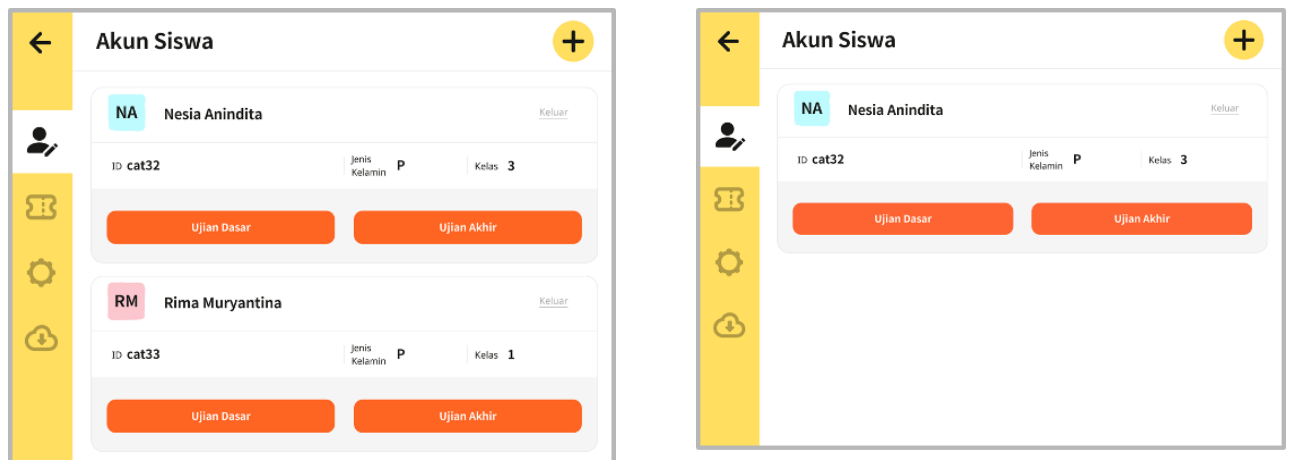 Akun Siswa
NA Nesia Anindita Keluar
ID cat32 Jenis Kelamin P Kelas 3
Ujian Dasar Ujian Akhir
RM Rima Muryantina Keluar
ID cat33 Jenis Kelamin P Kelas 1
Ujian Dasar Ujian Akhir
Akun Siswa
NA Nesia Anindita Keluar
ID cat32 Jenis Kelamin P Kelas 3
Ujian Dasar Ujian Akhir